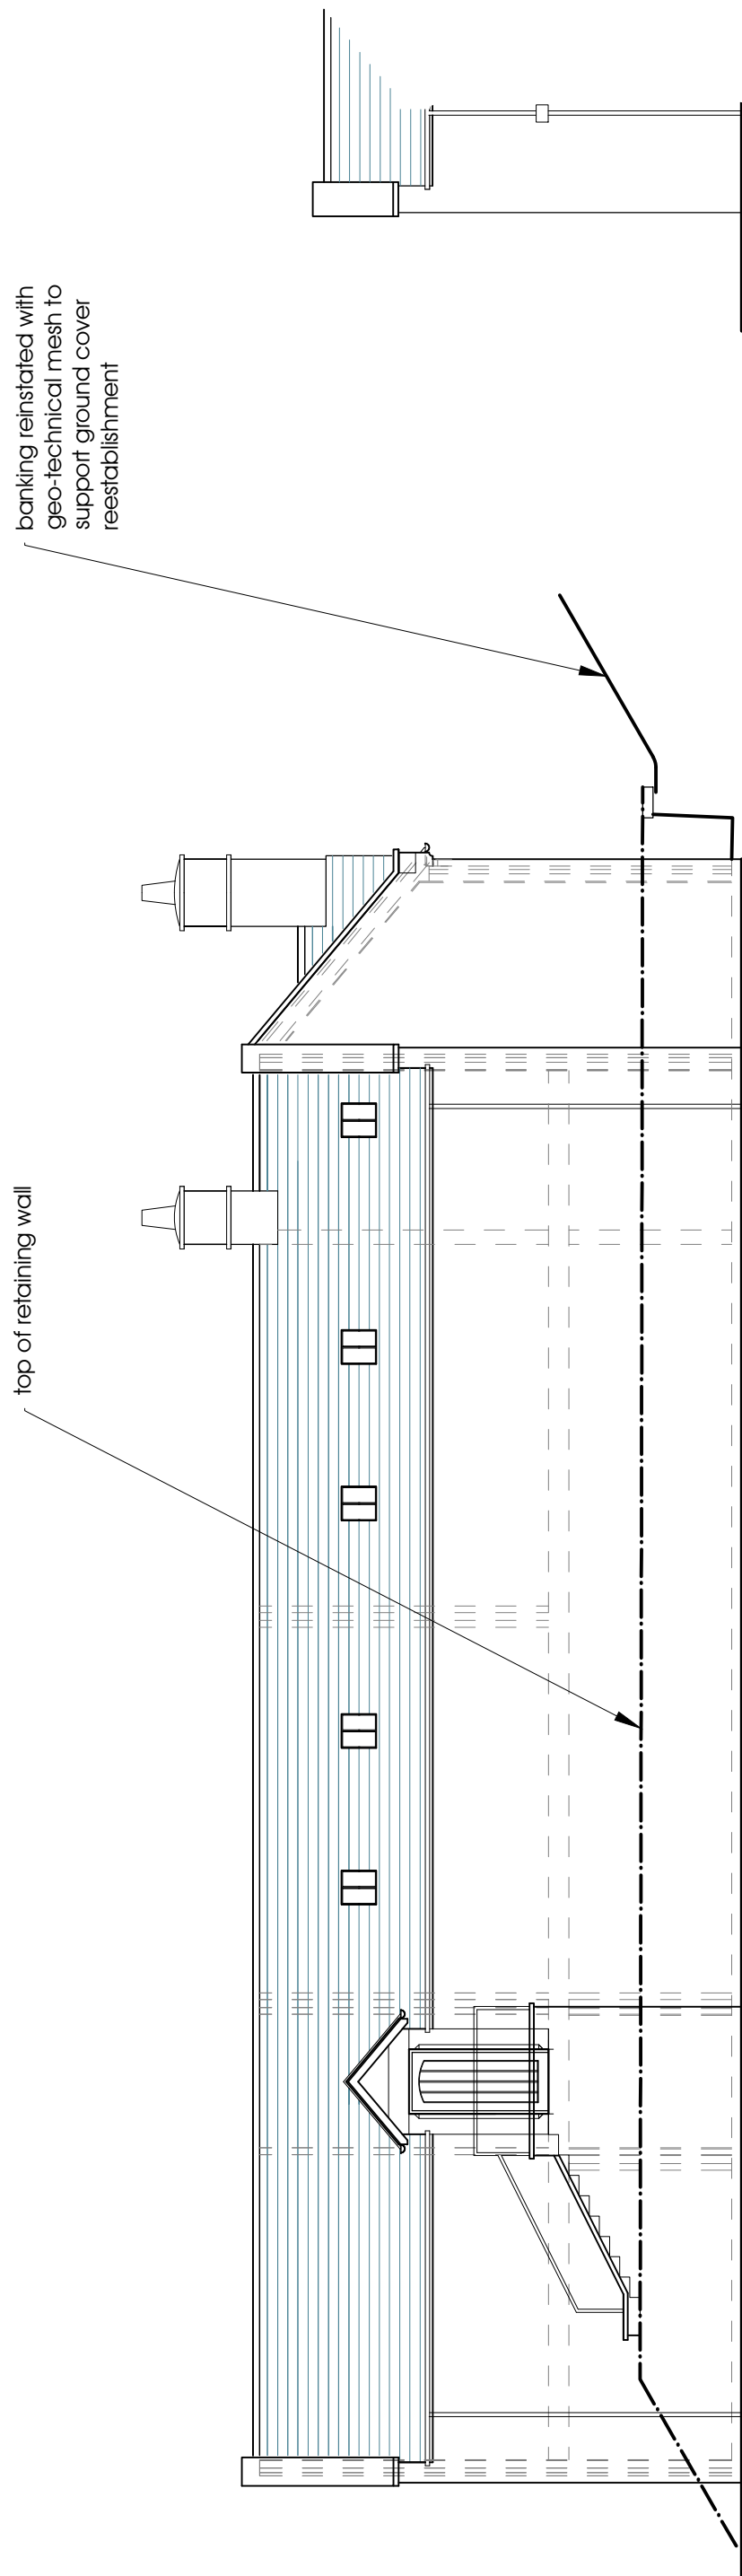 top of retaining wall
banking reinstated with
geo-technical mesh to
support ground cover
reestablishment